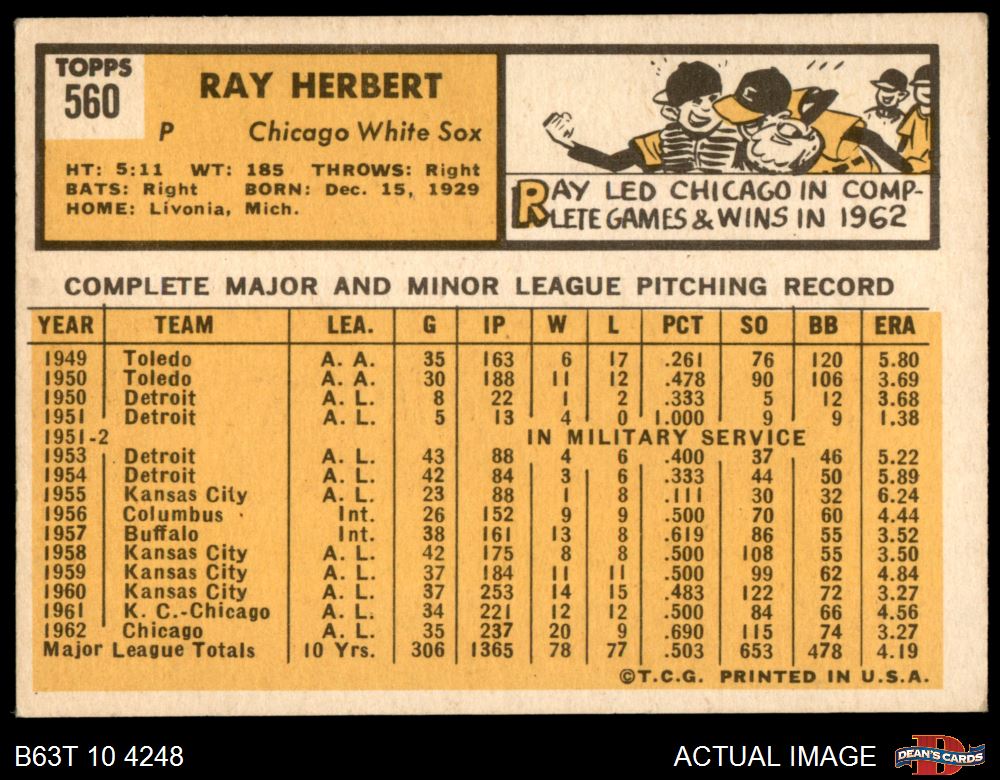 TOPPS
560
RAY HERBERT
P Chicago White Sox
HT: 5:11 WT: 185 THROWS: Right
BATS: Right BORN: Dec. 15, 1929
HOME: Livonia, Mich.
C
RAY LED CHICAGO IN COMP-
LETE GAMES & WINS IN 1962
COMPLETE MAJOR AND MINOR LEAGUE PITCHING RECORD
YEAR TEAM LEA. G IP W L PCT SO BB ERA
1949 Toledo A. A. 35 163 6 17 .261 76 120 5.80
1950 Toledo A. A. 30 188 11 12 .478 90 106 3.69
1950 Detroit A. L. 8 22 1 2 .333 5 12 3.68
1951 Detroit A. L. 5 13 4 0 1.000 9 9 1.38
1951-2 IN MILITARY SERVICE
1953 Detroit A. L. 43 88 4 6 .400 37 46 5.22
1954 Detroit A. L. 42 84 3 6 .333 44 50 5.89
1955 Kansas City A. L. 23 88 1 8 .111 30 32 6.24
1956 Columbus Int. 26 152 9 9 .500 70 60 4.44
1957 Buffalo Int. 38 161 13 8 .619 86 55 3.52
1958 Kansas City A. L. 42 175 8 8 .500 108 55 3.50
1959 Kansas City A. L. 37 184 11 11 .500 99 62 4.84
1960 Kansas City A. L. 37 253 14 15 .483 122 72 3.27
1961 K. C.-Chicago A. L. 34 221 12 12 .500 84 66 4.56
1962 Chicago A. L. 35 237 20 9 .690 115 74 3.27
Major League Totals 10 Yrs. 306 1365 78 77 .503 653 478 4.19
©T.C.G. PRINTED IN U.S.A.
B63T 10 4248 ACTUAL IMAGE DEAN'S CARDS